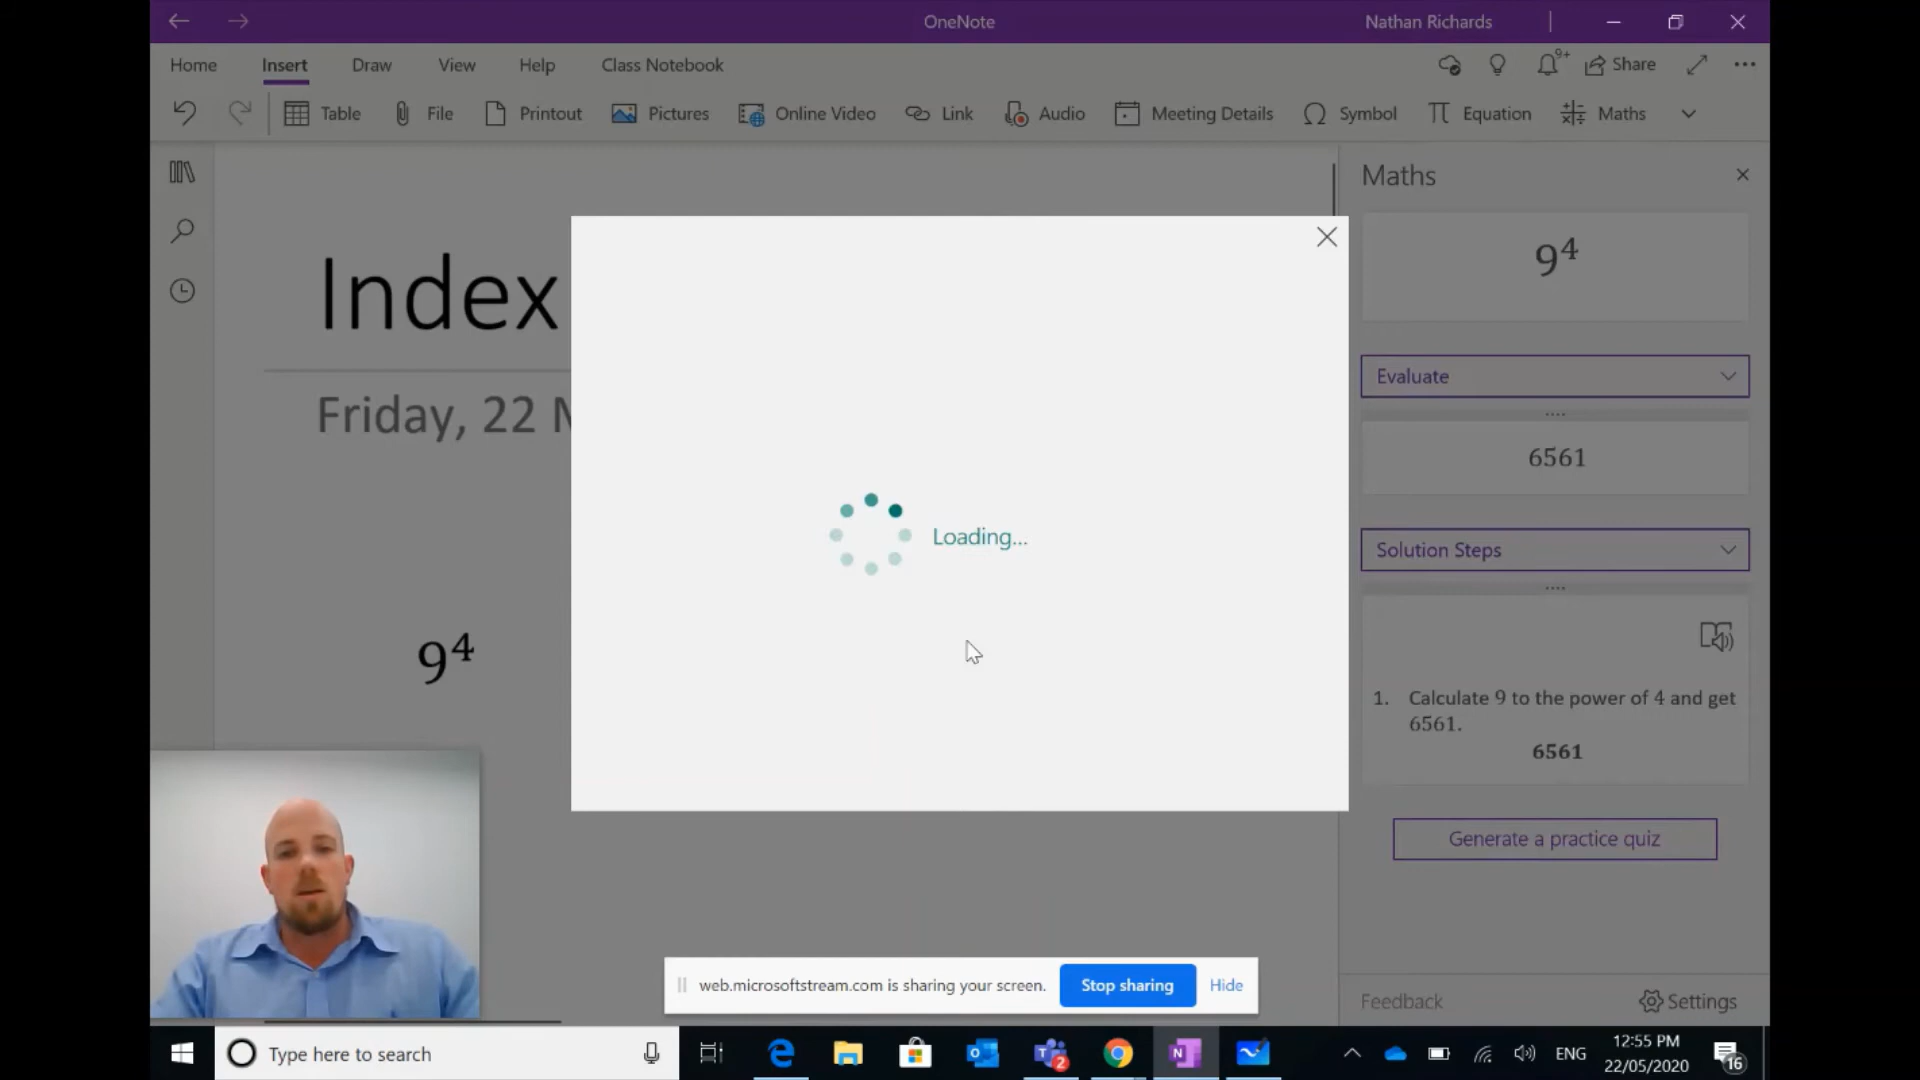 OneNote
Nathan Richards
Home Insert Draw View Help Class Notebook
9+ Share
Table File Printout Pictures Online Video Link Audio Meeting Details Symbol Equation Maths
Maths
9⁴
Index
Evaluate
Friday, 22 M
6561
Loading...
Solution Steps
9⁴
1. Calculate 9 to the power of 4 and get
6561.
6561
Generate a practice quiz
web.microsoftstream.com is sharing your screen. Stop sharing Hide
Feedback Settings
Type here to search
2
ENG
12:55 PM
22/05/2020
16